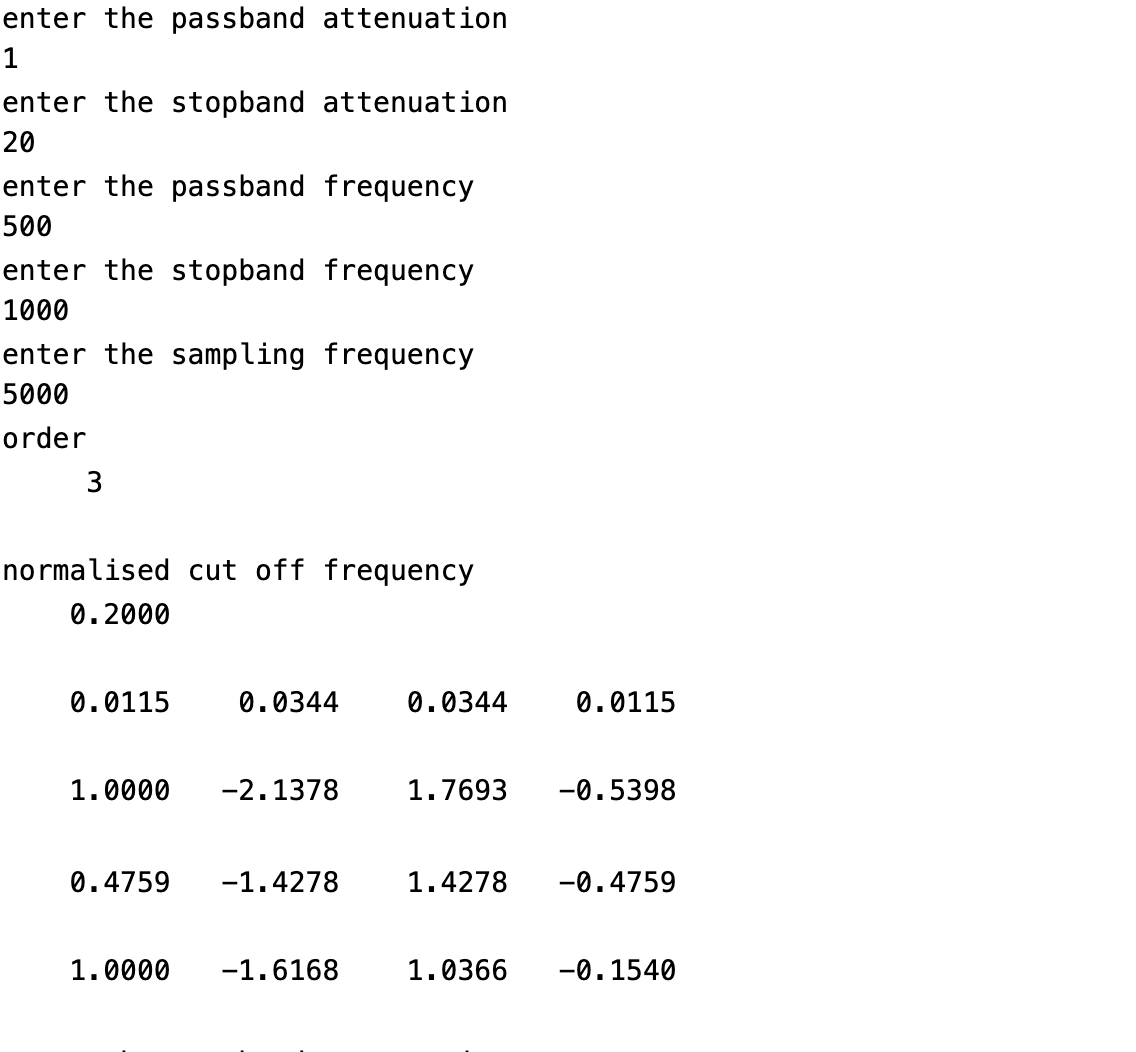 enter the passband attenuation
1
enter the stopband attenuation
20
enter the passband frequency
500
enter the stopband frequency
1000
enter the sampling frequency
5000
order
3
normalised cut off frequency
0.2000
0.0115 0.0344 0.0344 0.0115
1.0000 -2.1378 1.7693 -0.5398
0.4759 -1.4278 1.4278 -0.4759
1.0000 -1.6168 1.0366 -0.1540